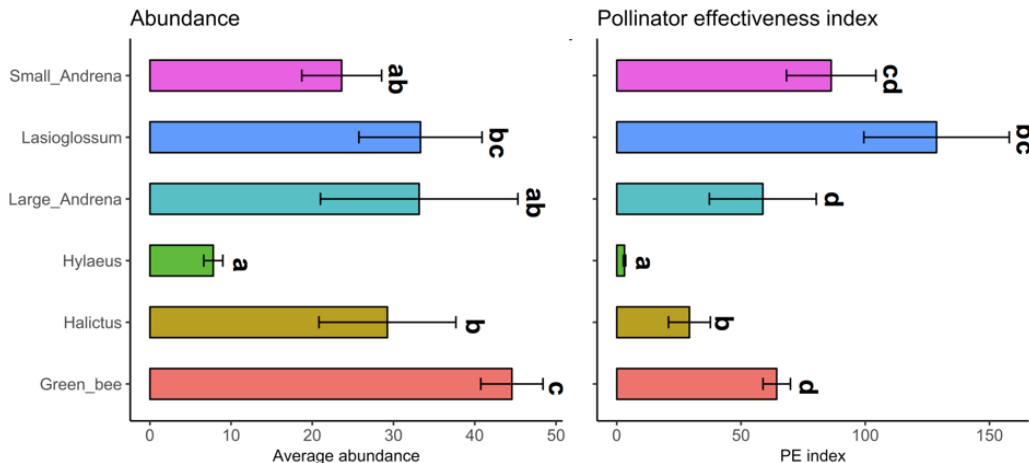 Abundance
Small_Andrena
Lasioglossum
Large_Andrena
Hylaeus
Halictus
Green_bee
ab
bc
ab
a
b
c
0 10 20 30 40 50
Average abundance
Pollinator effectiveness index
cd
bc
d
a
b
d
0 50 100 150
PE index